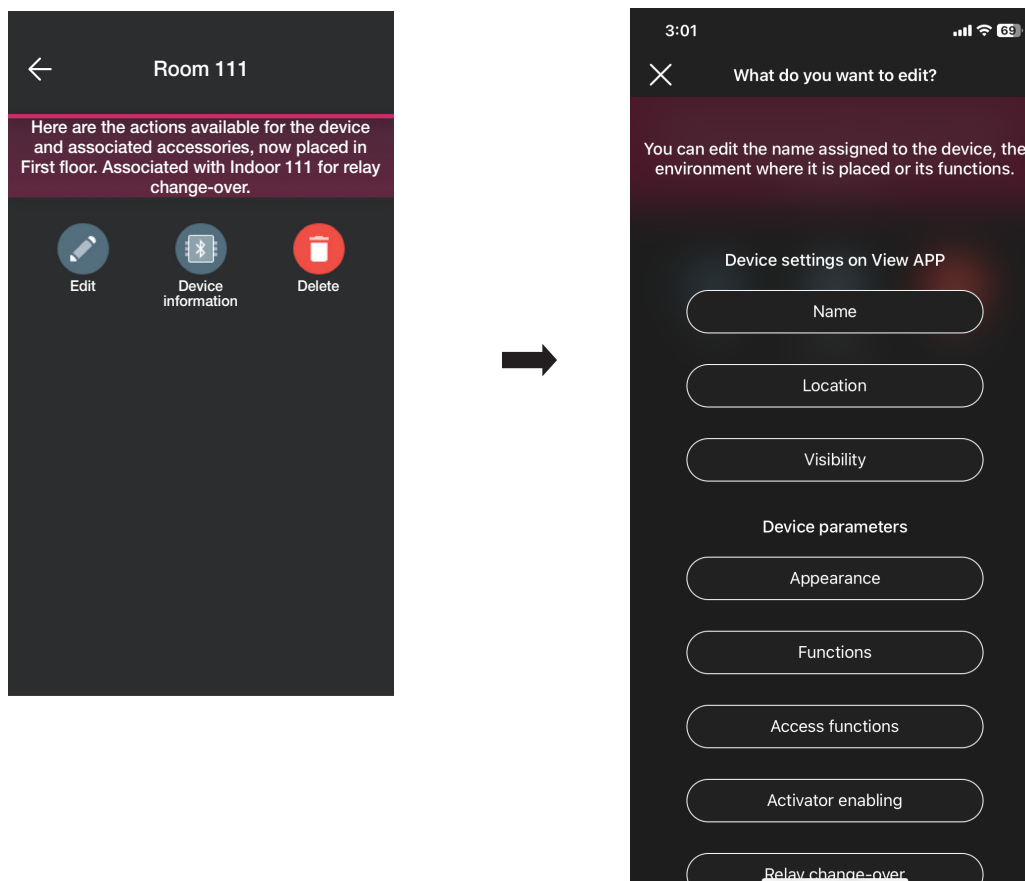 Room 111
Here are the actions available for the device
and associated accessories, now placed in
First floor. Associated with Indoor 111 for relay
change-over.
Edit
Device
information
Delete
3:01
69
What do you want to edit?
You can edit the name assigned to the device, the
environment where it is placed or its functions.
Device settings on View APP
Name
Location
Visibility
Device parameters
Appearance
Functions
Access functions
Activator enabling
Relay change-over